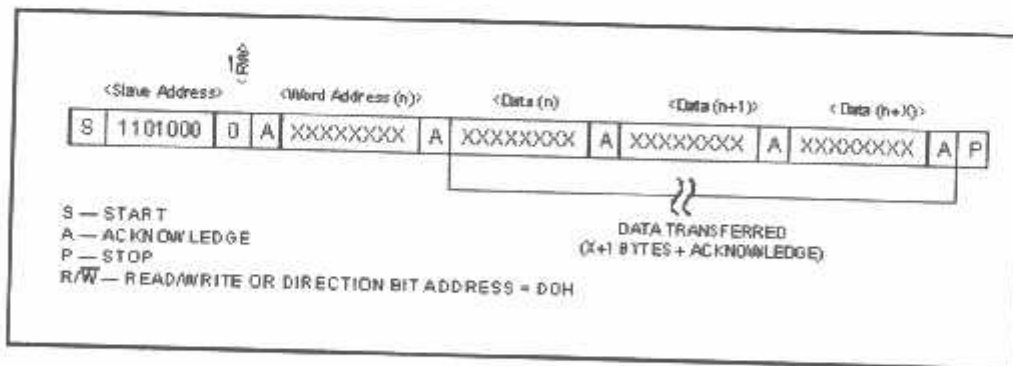 <R/W>
<Slave Address> <Word Address (n)> <Data (n) <Data (n+1)> <Data (n+X)>
S 1101000 0 A XXXXXXXX A XXXXXXXX A XXXXXXXX A XXXXXXXX A P
S — START
A — ACKNOWLEDGE
P — STOP
R/W — READ/WRITE OR DIRECTION BIT ADDRESS = D0H
DATA TRANSFERRED
(X+1 BYTES + ACKNOWLEDGE)